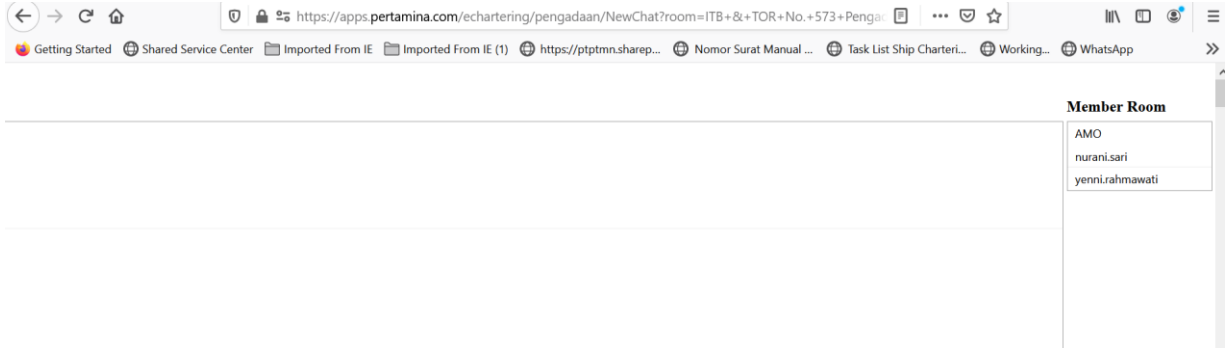 https://apps.pertamina.com/echartering/pengadaan/NewChat?room=ITB+&+TOR+No.+573+Pengac
Getting Started Shared Service Center Imported From IE Imported From IE (1) https://ptptmn.sharep... Nomor Surat Manual ... Task List Ship Charteri... Working... WhatsApp
Member Room
AMO
nurani.sari
yenni.rahmawati